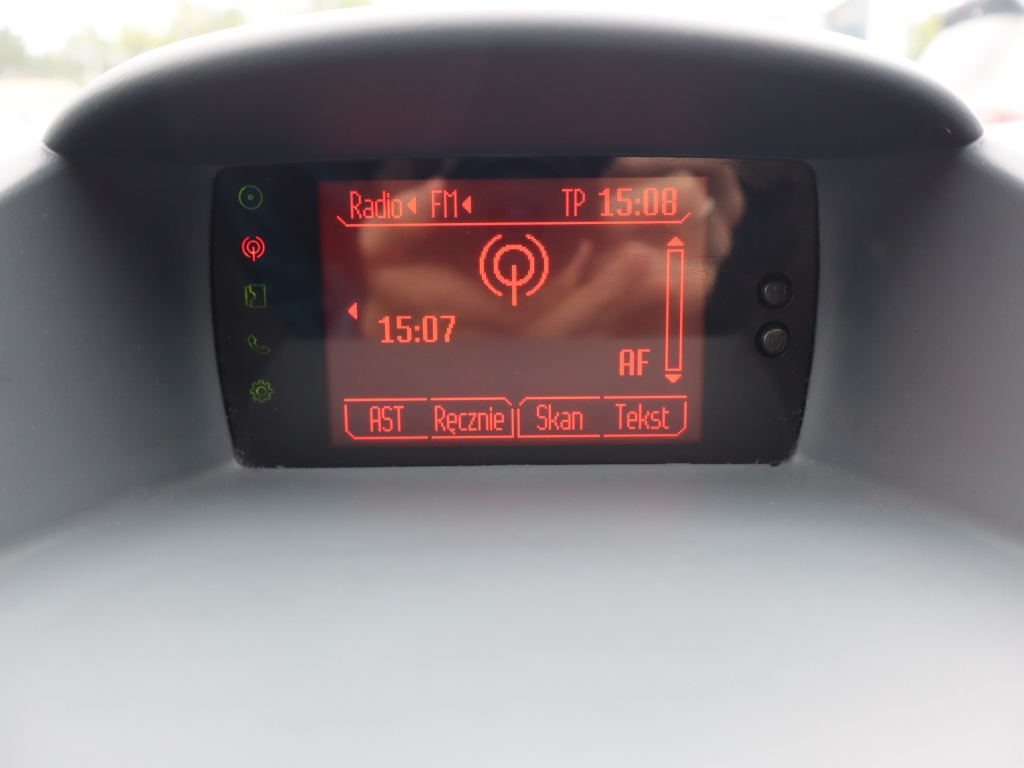 Radio FM TP 15:08
15:07
AF
AST Ręcznie Skan Tekst